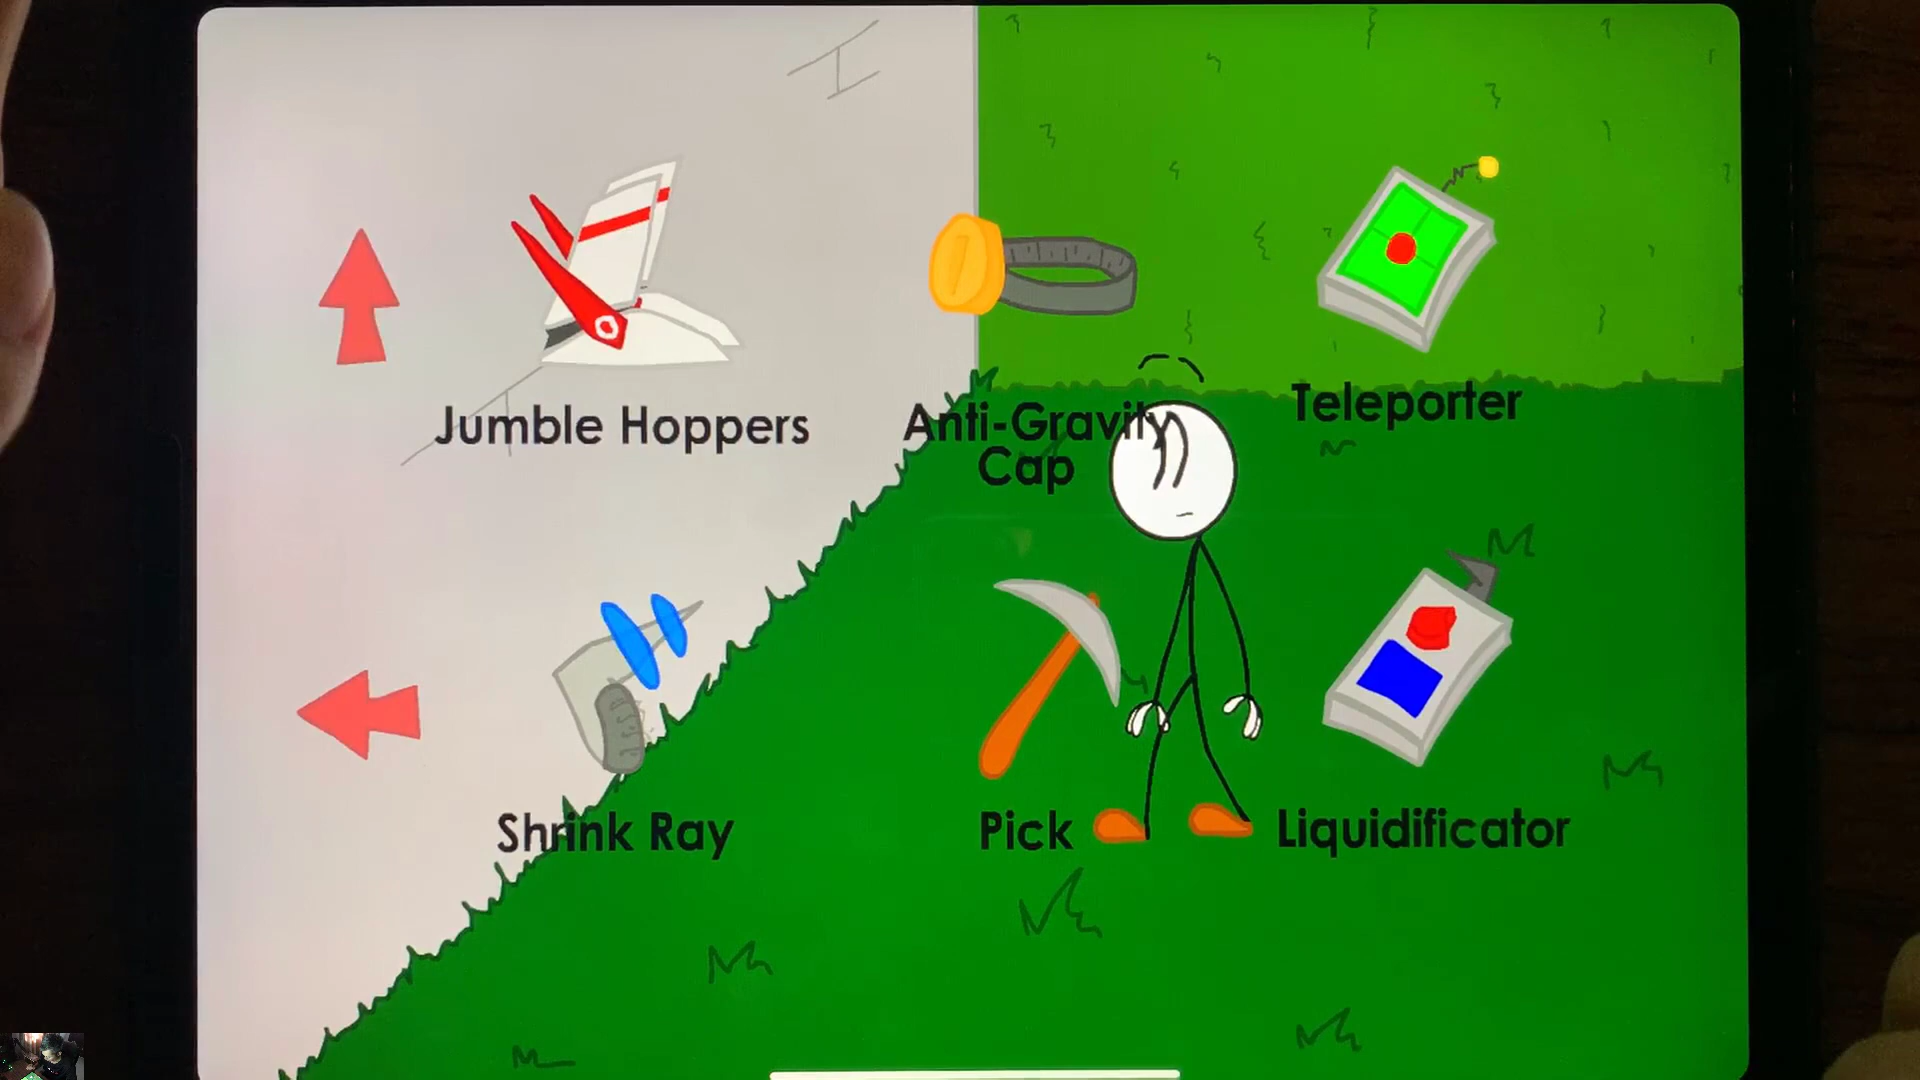 Jumble Hoppers
Anti-Gravity
Cap
Teleporter
Shrink Ray
Pick
Liquidificator